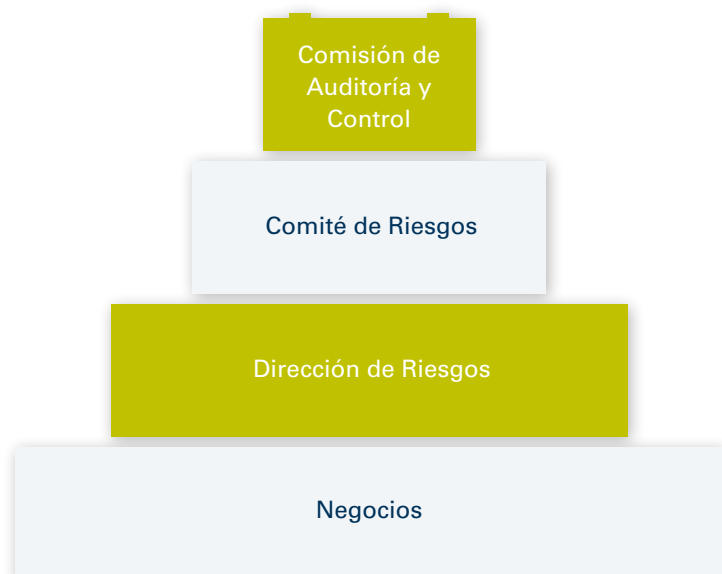 Comisión de
Auditoría y
Control
Comité de Riesgos
Dirección de Riesgos
Negocios